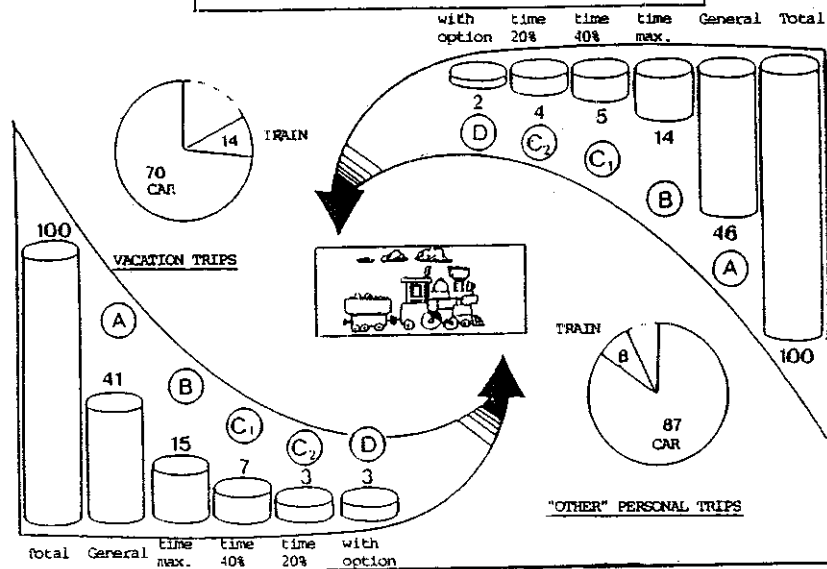 with time time time General Total
option 20% 40% max.
2 4 5 14 46 100
D C2 C1 B A
14 TRAIN
70
CAR
VACATION TRIPS
100 41 15 7 3 3
A B C1 C2 D
TRAIN
8
87
CAR
"OTHER" PERSONAL TRIPS
Total General time time time with
max. 40% 20% option